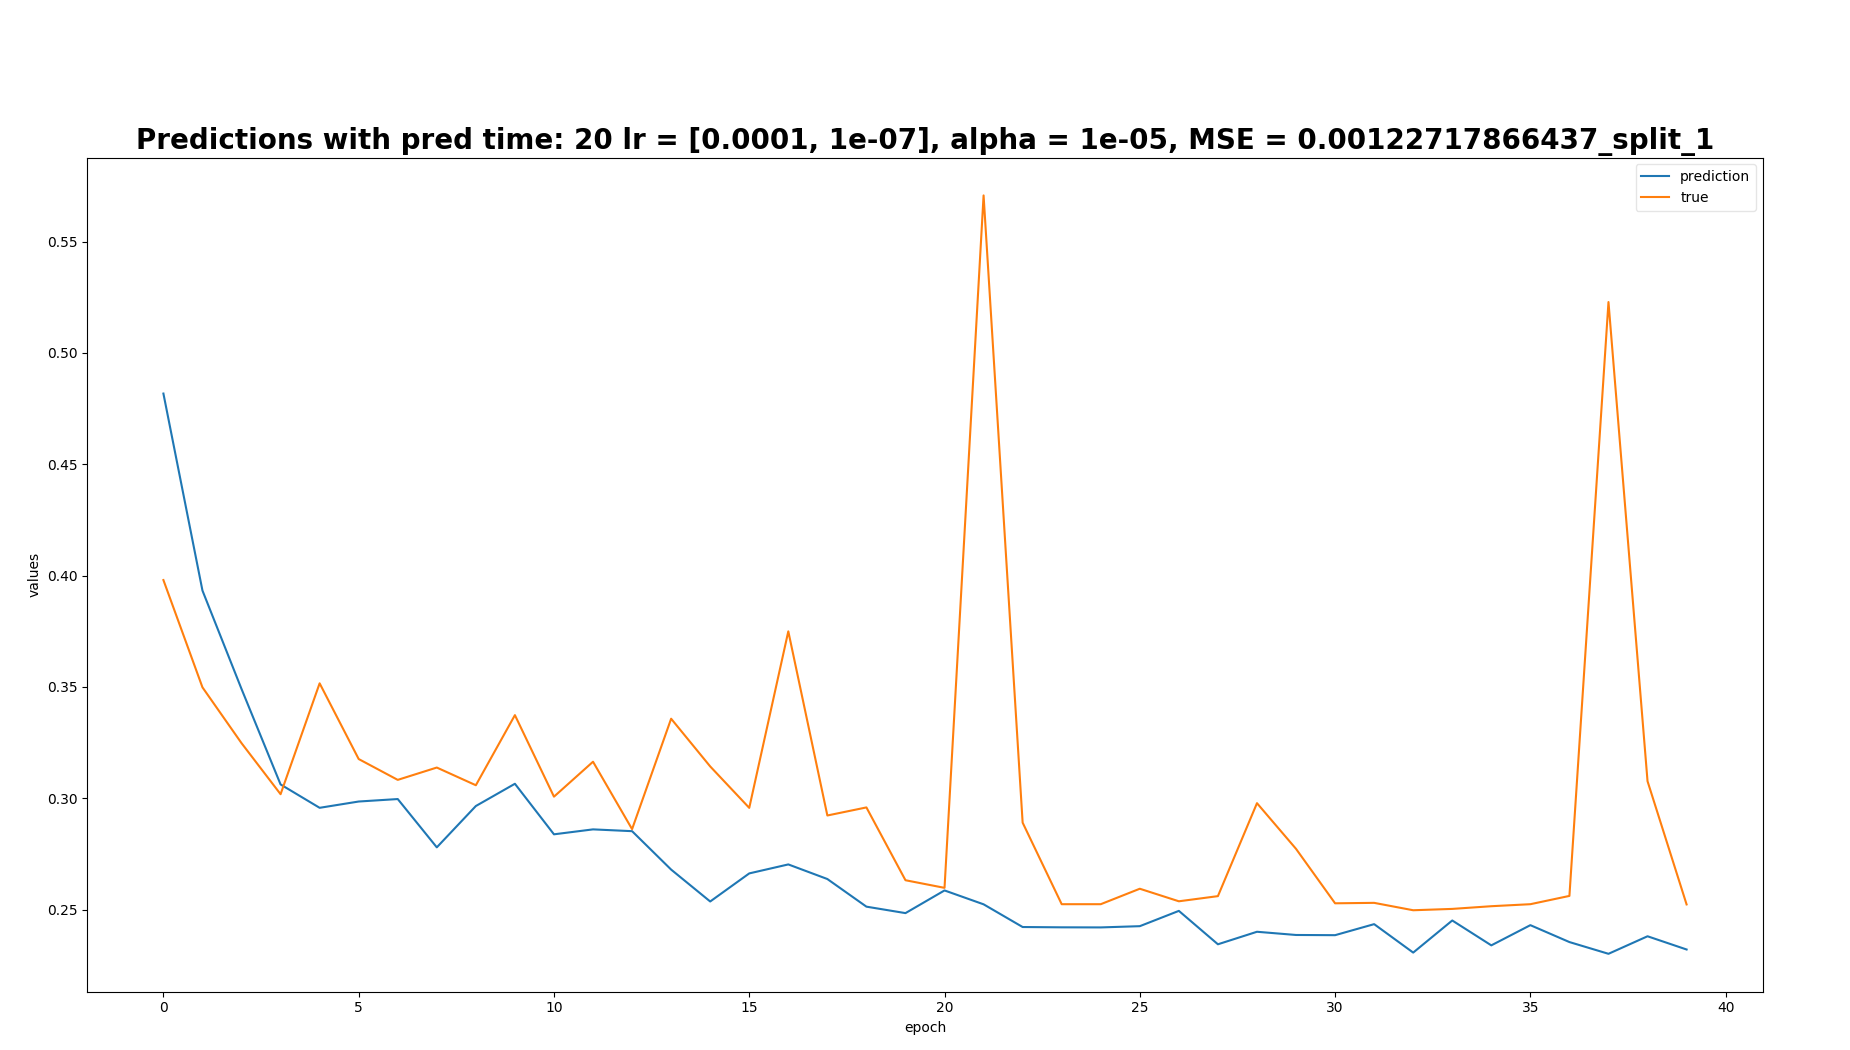 Predictions with pred time: 20 lr = [0.0001, 1e-07], alpha = 1e-05, MSE = 0.00122717866437_split_1
prediction
true
0.55
0.50
0.45
0.40
0.35
0.30
0.25
values
0 5 10 15 20 25 30 35 40
epoch